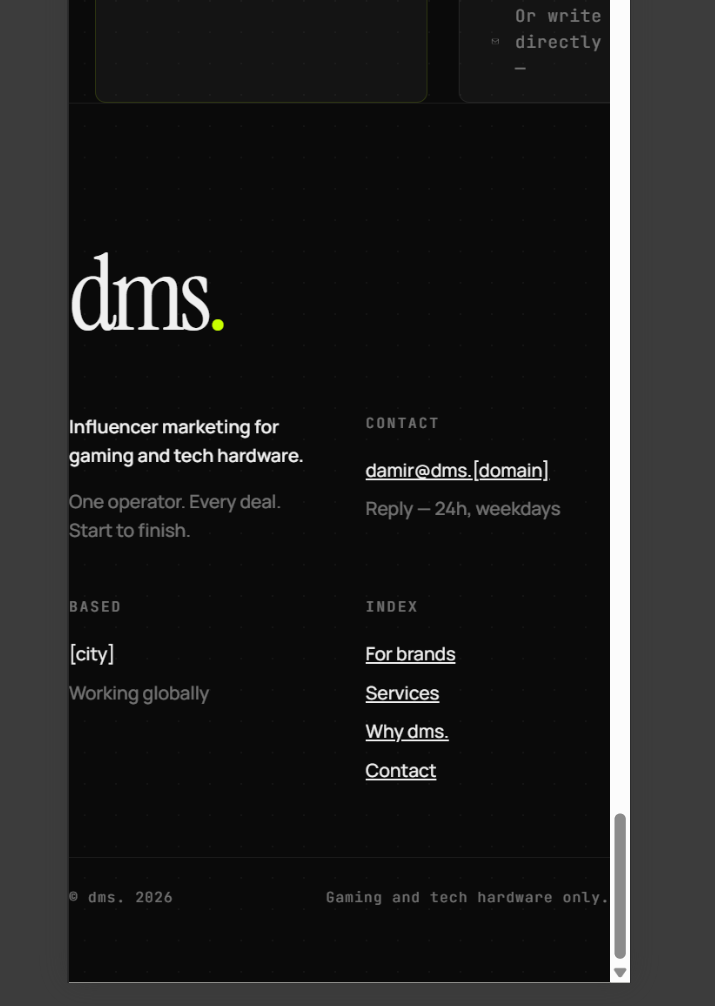 Or write
directly
—
dms.
Influencer marketing for
gaming and tech hardware.
One operator. Every deal.
Start to finish.
CONTACT
damir@dms.[domain]
Reply — 24h, weekdays
BASED
[city]
Working globally
INDEX
For brands
Services
Why dms.
Contact
© dms. 2026
Gaming and tech hardware only.